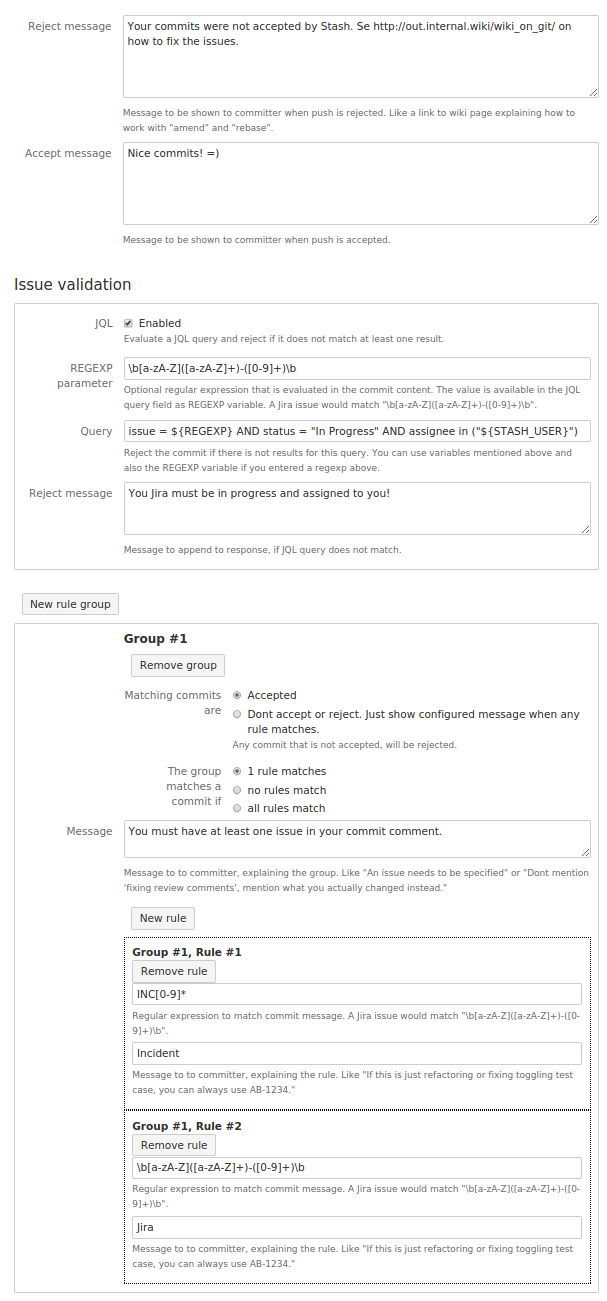 Reject message
Your commits were not accepted by Stash. Se http://out.internal.wiki/wiki_on_git/ on
how to fix the issues.
Message to be shown to committer when push is rejected. Like a link to wiki page explaining how to
work with "amend" and "rebase".
Accept message
Nice commits! =)
Message to be shown to committer when push is accepted.
Issue validation
JQL
Enabled
Evaluate a JQL query and reject if it does not match at least one result.
REGEXP
parameter
\b[a-zA-Z]([a-zA-Z]+)-([0-9]+)\b
Optional regular expression that is evaluated in the commit content. The value is available in the JQL
query field as REGEXP variable. A Jira issue would match "\b[a-zA-Z]([a-zA-Z]+)-([0-9]+)\b".
Query
issue = ${REGEXP} AND status = "In Progress" AND assignee in ("${STASH_USER}")
Reject the commit if there is not results for this query. You can use variables mentioned above and
also the REGEXP variable if you entered a regexp above.
Reject message
You Jira must be in progress and assigned to you!
Message to append to response, if JQL query does not match.
New rule group
Group #1
Remove group
Matching commits
are
Accepted
Dont accept or reject. Just show configured message when any
rule matches.
Any commit that is not accepted, will be rejected.
The group
matches a
commit if
1 rule matches
no rules match
all rules match
Message
You must have at least one issue in your commit comment.
Message to to committer, explaining the group. Like "An issue needs to be specified" or "Dont mention
'fixing review comments', mention what you actually changed instead."
New rule
Group #1, Rule #1
Remove rule
INC[0-9]*
Regular expression to match commit message. A Jira issue would match "\b[a-zA-Z]([a-zA-Z]+)-([0-
9]+)\b".
Incident
Message to to committer, explaining the rule. Like "If this is just refactoring or fixing toggling test
case, you can always use AB-1234."
Group #1, Rule #2
Remove rule
\b[a-zA-Z]([a-zA-Z]+)-([0-9]+)\b
Regular expression to match commit message. A Jira issue would match "\b[a-zA-Z]([a-zA-Z]+)-([0-
9]+)\b".
Jira
Message to to committer, explaining the rule. Like "If this is just refactoring or fixing toggling test
case, you can always use AB-1234."